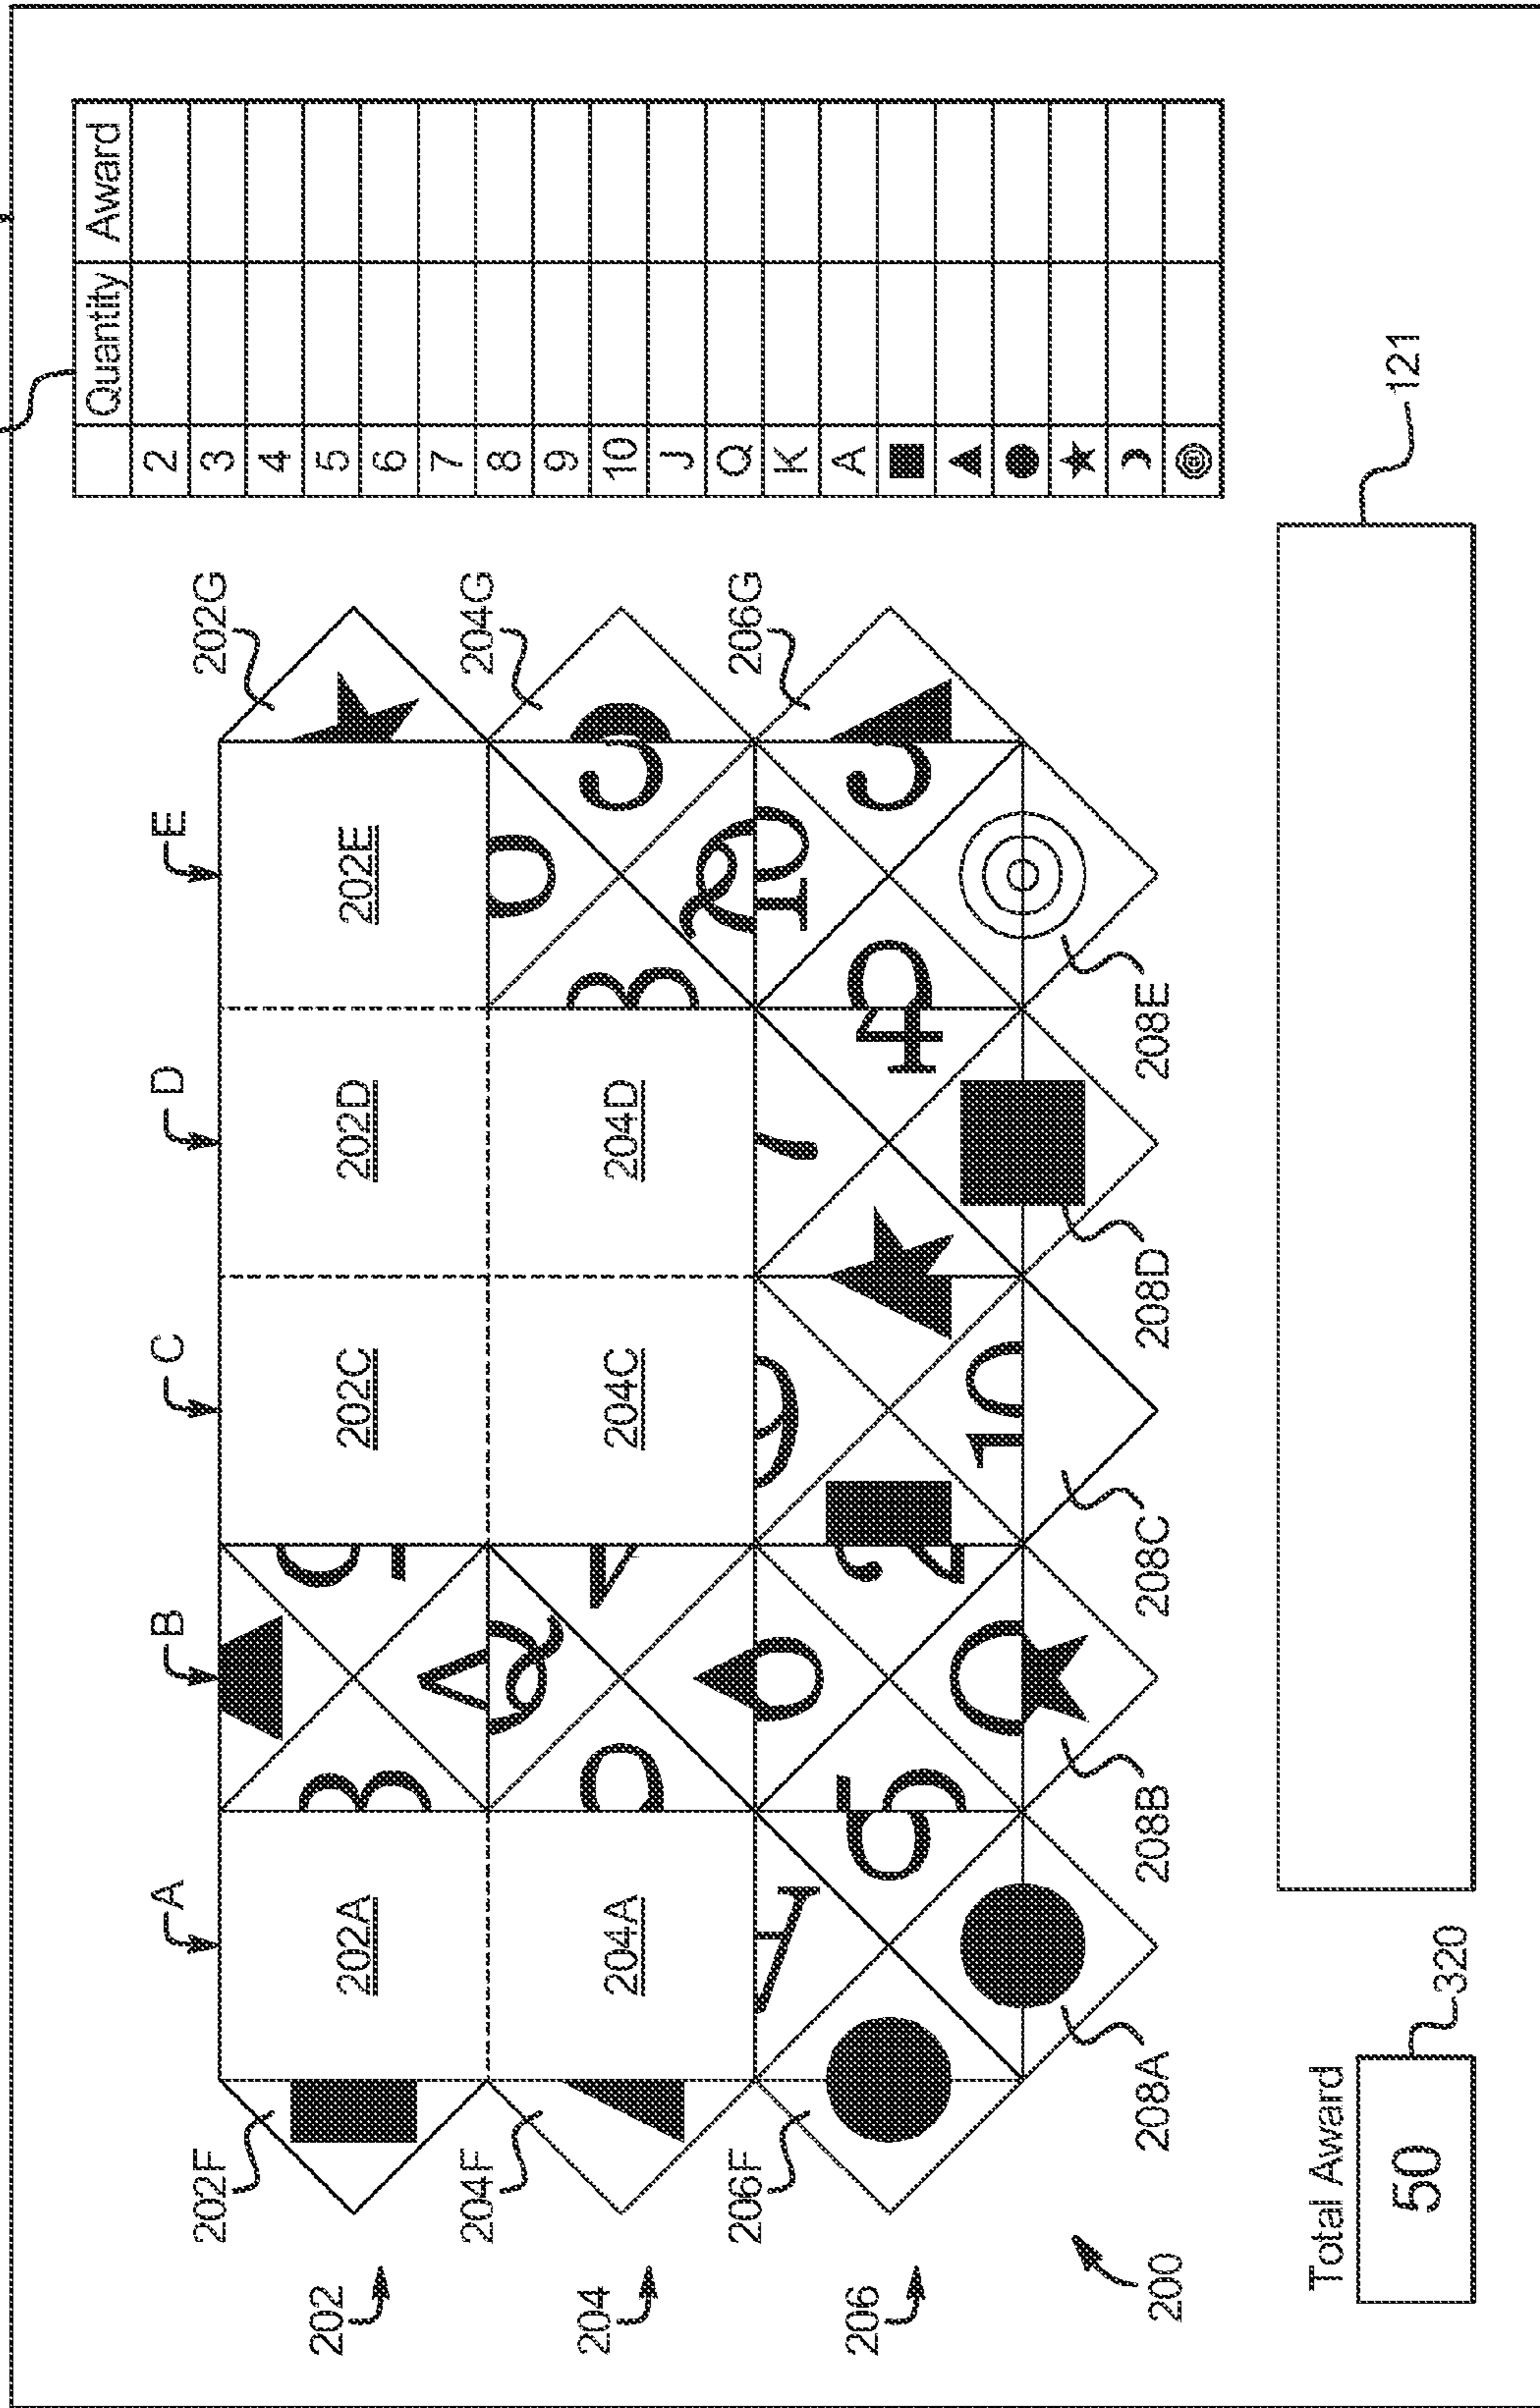 A B C D E
202 202F 202A 202C 202D 202E 202G
204 204F 204A 204C 204D 204G
206 206F 206G
208A 208B 208C 208D 208E
200
Quantity Award
2
3
4
5
6
7
8
9
10
J
Q
K
A
Total Award
50
320
121